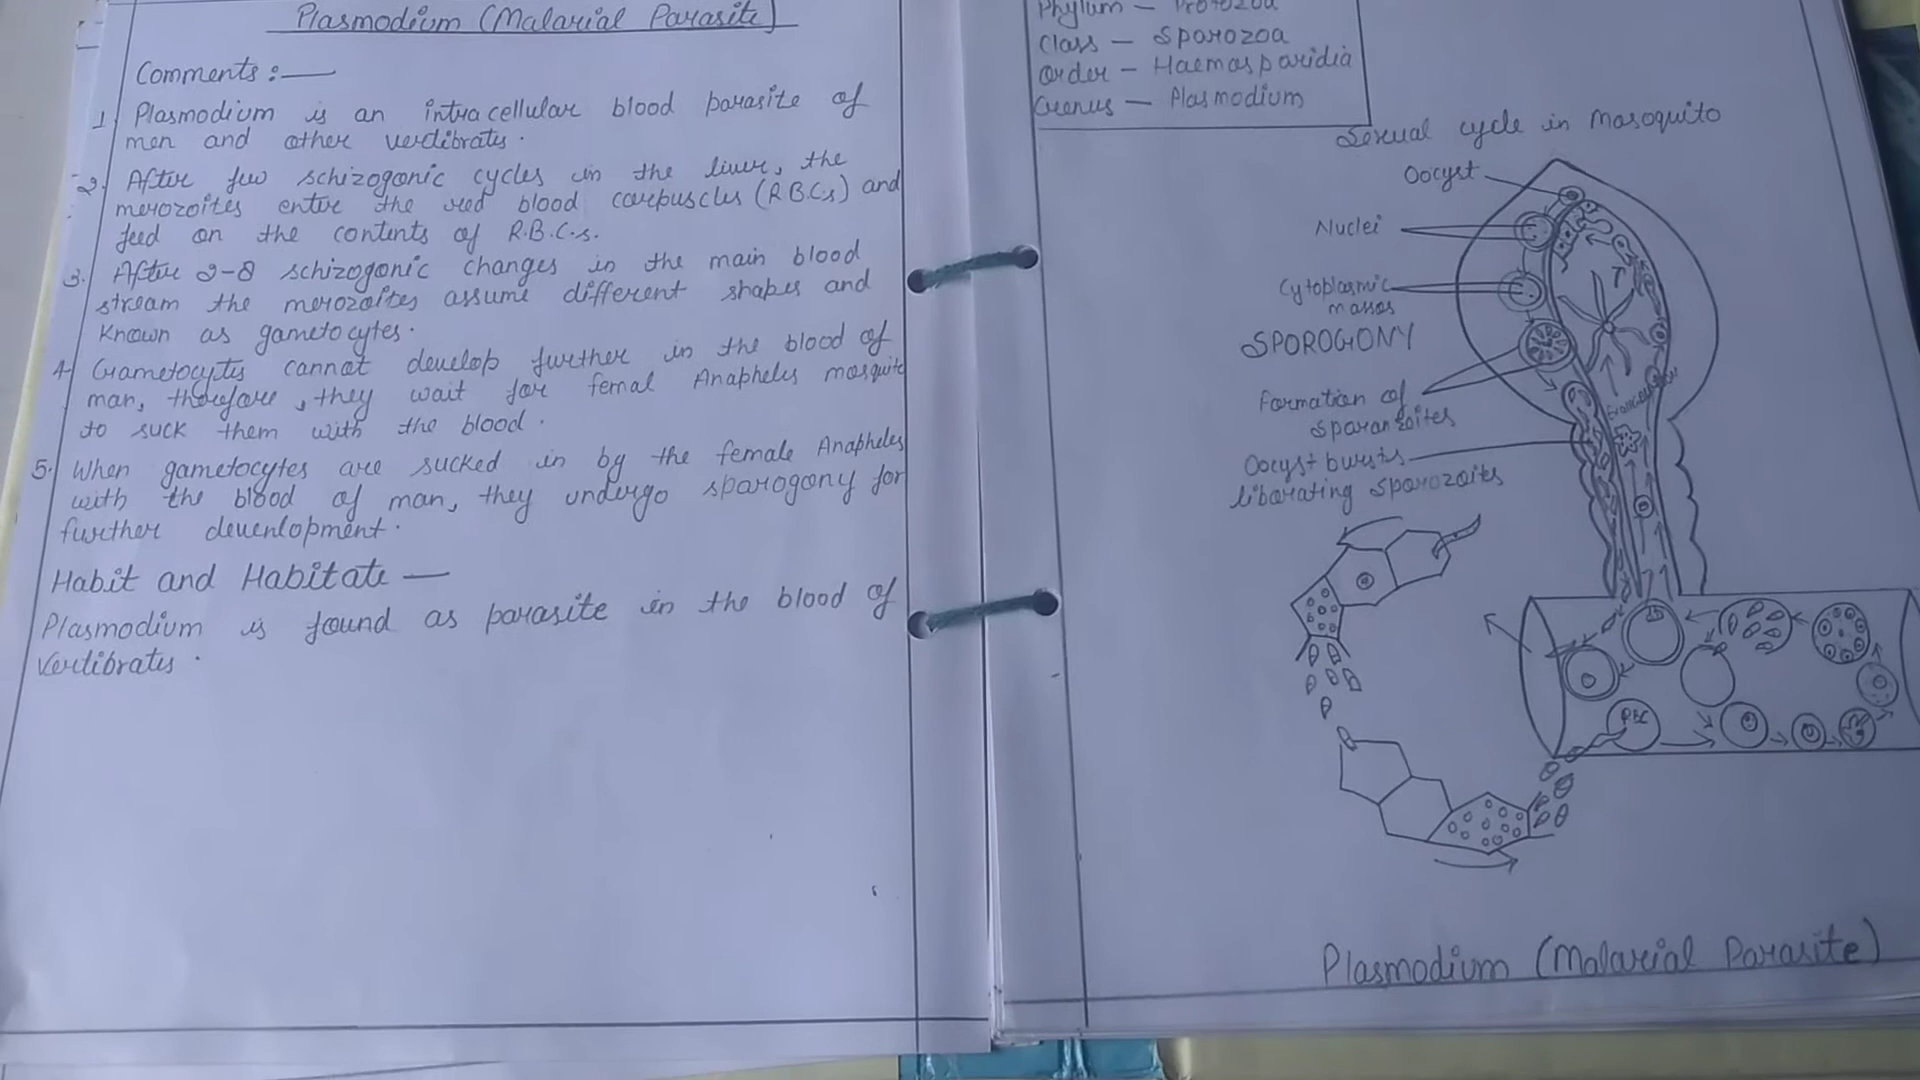 Plasmodium (Malarial Parasite)
Comments :—
1. Plasmodium is an intracellular blood parasite of
men and other vertibrates.
2. After few schizogonic cycles in the liver, the
merozoites enter the red blood corpuscles (R.B.Cs) and
feed on the contents of R.B.C.s.
3. After 2-8 schizogonic changes in the main blood
stream the merozoites assume different shapes and
known as gametocytes.
4. Gametocytes cannot develop further in the blood of
man, therefore, they wait for femal Anapheles mosquito
to suck them with the blood.
5. When gametocytes are sucked in by the female Anapheles
with the blood of man, they undergo sporogony for
further deuenlopment.
Habit and Habitate —
Plasmodium is found as parasite in the blood of
Vertibrates.
Phylum — Protozoa
Class — Sporozoa
Order — Haemosporidia
Genus — Plasmodium
Sexual cycle in Mosoquito
Oocyst
Nuclei
Cytoplasmic
masses
SPOROGONY
Formation of
Sporozoites
Oocyst bursts
liborating Sporozoites
RBC
Plasmodium (Malarial Parasite)